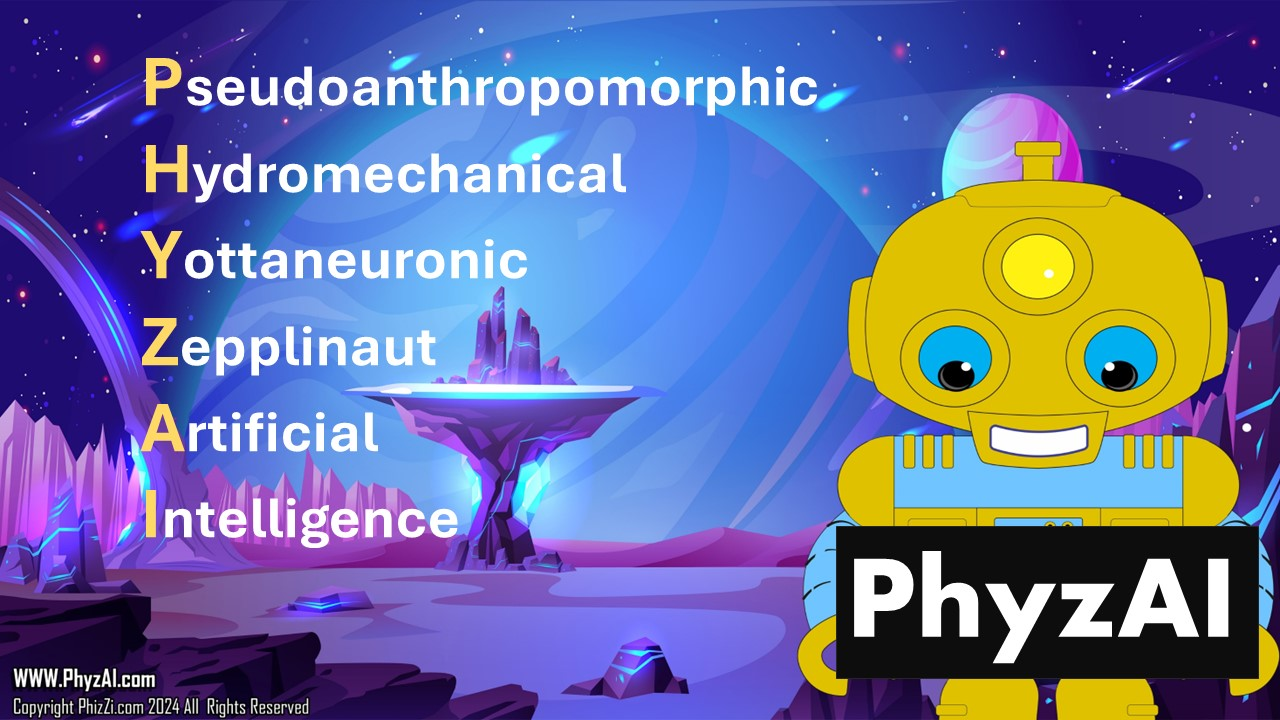 Pseudoanthropomorphic
Hydromechanical
Yottaneuronic
Zepplinaut
Artificial
Intelligence
PhyzAI
WWW.PhyzAI.com
Copyright PhizZi.com 2024 All Rights Reserved